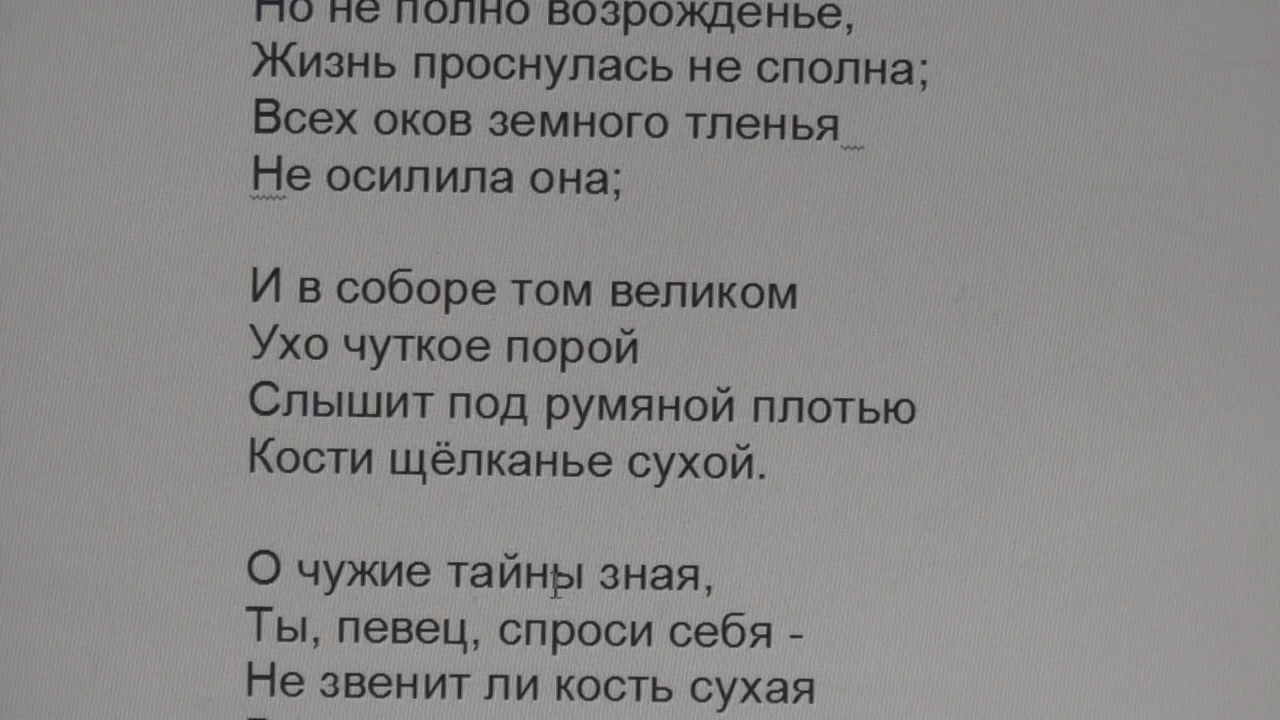 Но не полно возрожденье,
Жизнь проснулась не сполна;
Всех оков земного тленья
Не осилила она;
И в соборе том великом
Ухо чуткое порой
Слышит под румяной плотью
Кости щёлканье сухой.
О чужие тайны зная,
Ты, певец, спроси себя -
Не звенит ли кость сухая